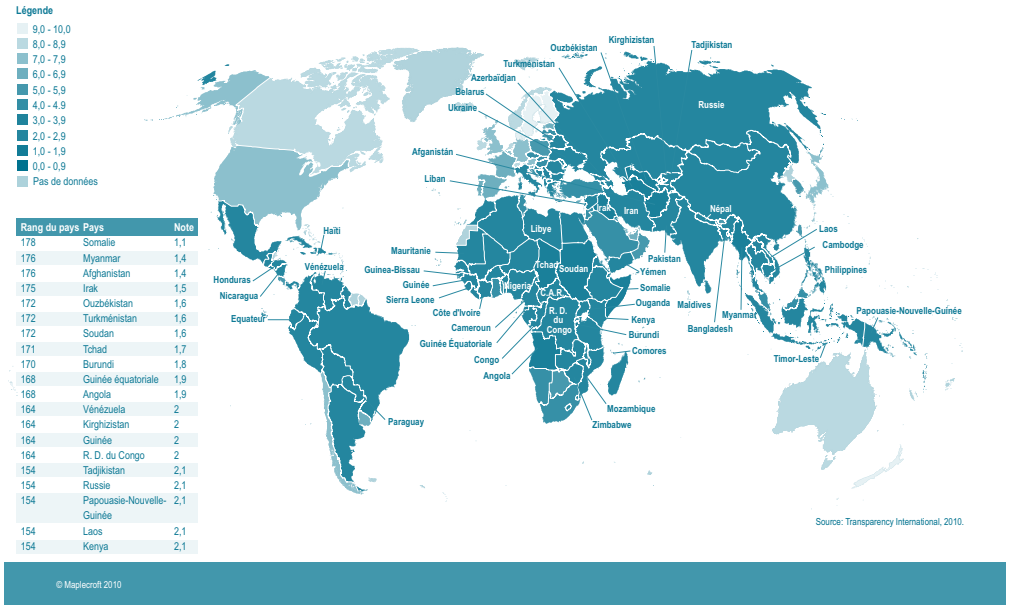 Légende
9,0 - 10,0
8,0 - 8,9
7,0 - 7,9
6,0 - 6,9
5,0 - 5,9
4,0 - 4.9
3,0 - 3,9
2,0 - 2,9
1,0 - 1,9
0,0 - 0,9
Pas de données
Rang du pays Pays Note
178 Somalie 1,1
176 Myanmar 1,4
176 Afghanistan 1,4
175 Irak 1,5
172 Ouzbékistan 1,6
172 Turkménistan 1,6
172 Soudan 1,6
171 Tchad 1,7
170 Burundi 1,8
168 Guinée équatoriale 1,9
168 Angola 1,9
164 Vénézula 2
164 Kirghizistan 2
164 Guinée 2
164 R. D. du Congo 2
154 Tadjikistan 2,1
154 Russie 2,1
154 Papouasie-Nouvelle- 2,1
Guinée
154 Laos 2,1
154 Kenya 2,1
Kirghizistan
Ouzbékistan
Tadjikistan
Turkménistan
Azerbaïdjan
Belarus
Ukraine
Russie
Afganistán
Liban
Irak
Iran
Népal
Haïti
Libye
Laos
Cambodge
Mauritanie
Pakistan
Vénézula
Guinea-Bissau
Tchad
Soudan
Yémen
Philippines
Honduras
Guinée
Nigeria
Somalie
Nicaragua
Sierra Leone
C.A.R.
Ouganda
Maldives
Equateur
Côte d'Ivoire
R. D.
du
Congo
Kenya
Myanmar
Papouasie-Nouvelle-Guinée
Cameroun
Bangladesh
Guinée Équatoriale
Burundi
Congo
Comores
Timor-Leste
Angola
Mozambique
Paraguay
Zimbabwe
Source: Transparency International, 2010.
© Maplecroft 2010